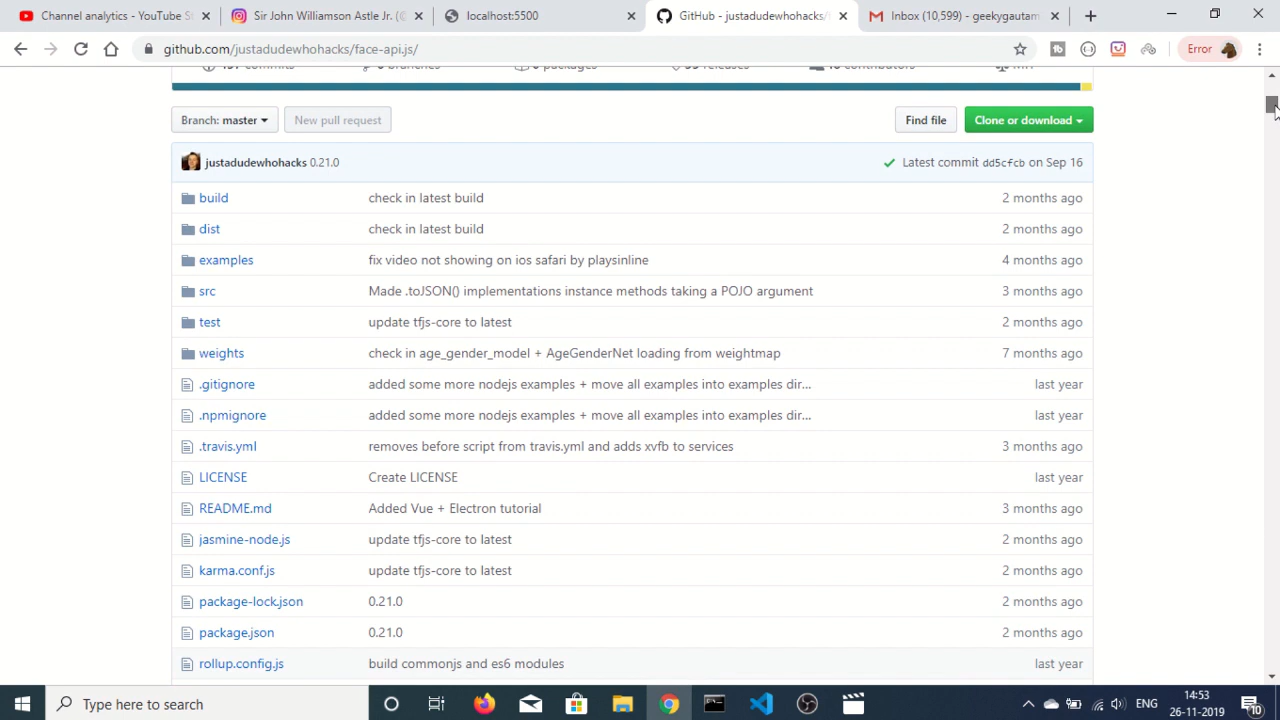 Channel analytics - YouTube S
Sir John Williamson Astle Jr. (
localhost:5500
GitHub - justadudewhohacks/f
Inbox (10,599) - geekygautam
github.com/justadudewhohacks/face-api.js/
Error
commits
branches
packages
releases
contributors
Branch: master
New pull request
Find file
Clone or download
justadudewhohacks 0.21.0
Latest commit dd5cfcb on Sep 16
build check in latest build 2 months ago
dist check in latest build 2 months ago
examples fix video not showing on ios safari by playsinline 4 months ago
src Made .toJSON() implementations instance methods taking a POJO argument 3 months ago
test update tfjs-core to latest 2 months ago
weights check in age_gender_model + AgeGenderNet loading from weightmap 7 months ago
.gitignore added some more nodejs examples + move all examples into examples dir... last year
.npmignore added some more nodejs examples + move all examples into examples dir... last year
.travis.yml removes before script from travis.yml and adds xvfb to services 3 months ago
LICENSE Create LICENSE last year
README.md Added Vue + Electron tutorial 3 months ago
jasmine-node.js update tfjs-core to latest 2 months ago
karma.conf.js update tfjs-core to latest 2 months ago
package-lock.json 0.21.0 2 months ago
package.json 0.21.0 2 months ago
rollup.config.js build commonjs and es6 modules last year
Type here to search
ENG
14:53
26-11-2019
10